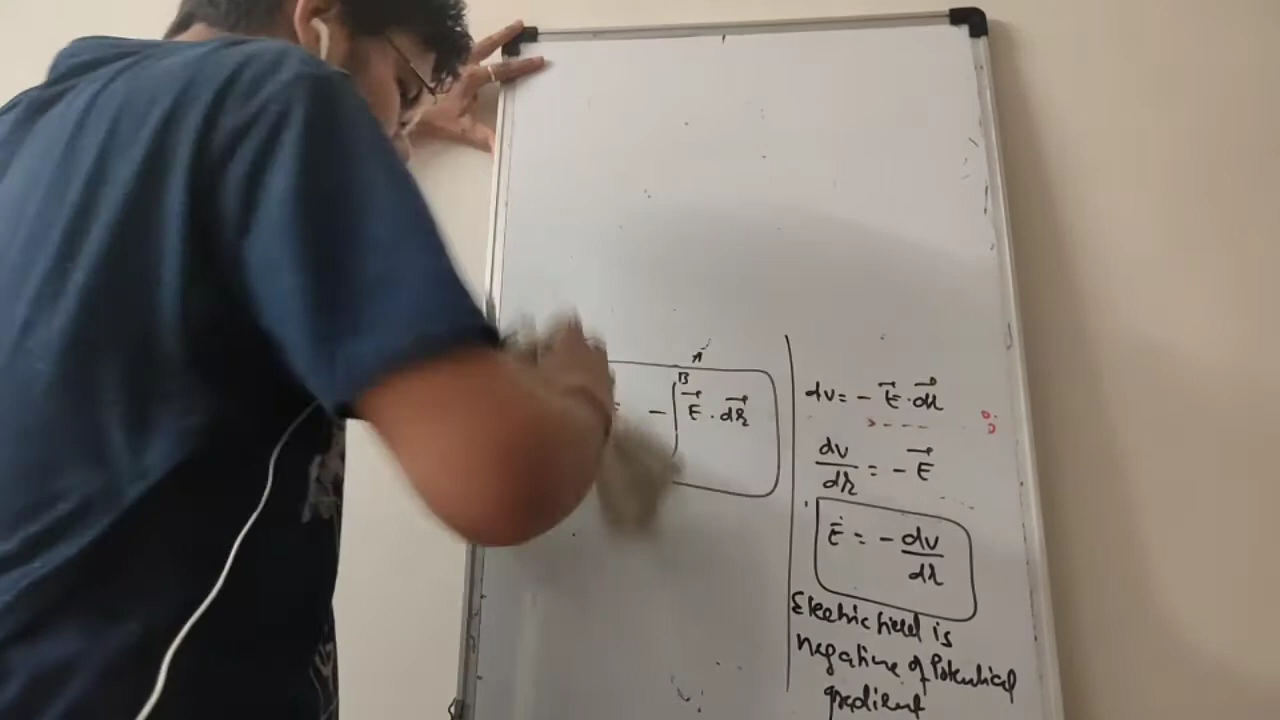 A
B
- ∫ E⃗ . dr⃗
dv = - E⃗ . dr⃗
dv/dr = - E⃗
E⃗ = - dv/dr
Electric field is
negative of Potential
gradient